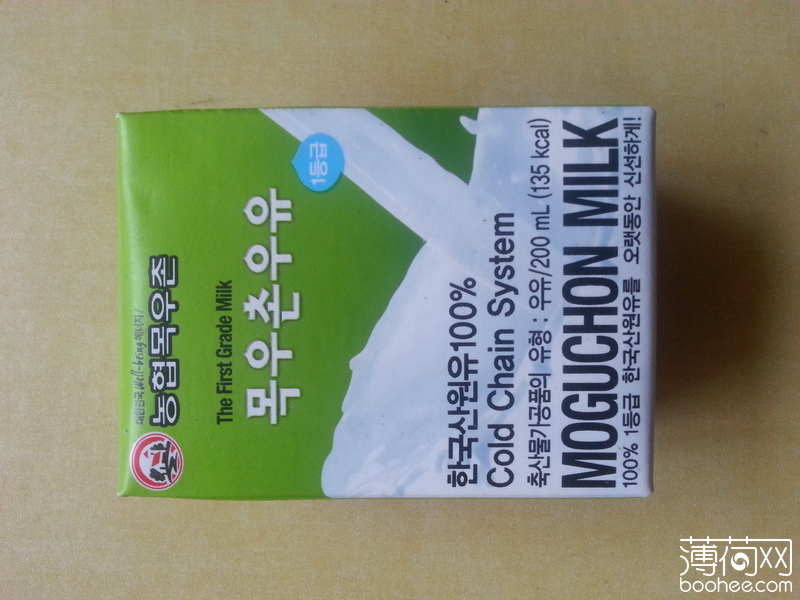 대한민국 Well-being 에너지!
농협목우촌
The First Grade Milk
목우촌우유
1등급
한국산원유100%
Cold Chain System
축산물가공품의 유형 : 우유/200 mL (135 kcal)
MOGUCHON MILK
100% 1등급 한국산원유를 오랫동안 신선하게!
薄荷网
boohee.com